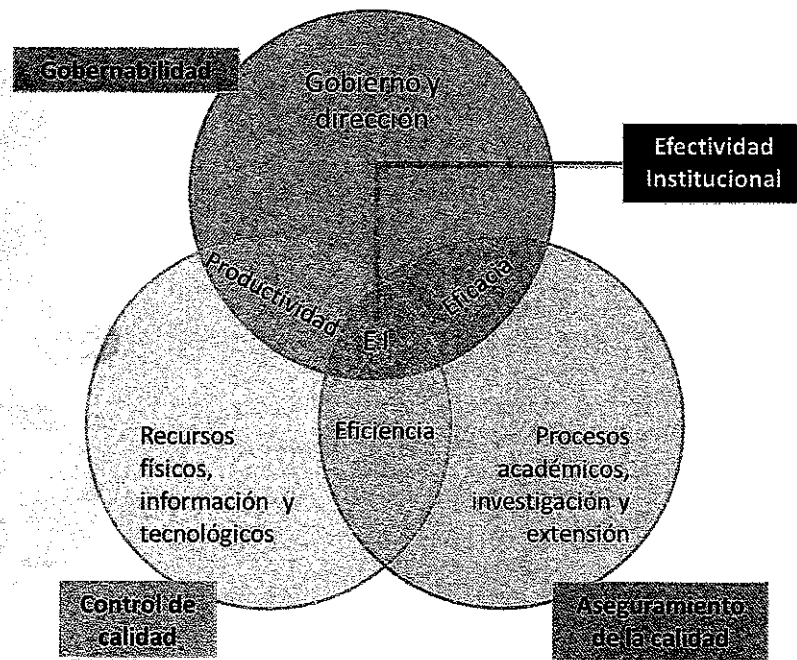 Gobernabilidad
Gobierno y
dirección
Efectividad
Institucional
Productividad
Eficacia
E.I
Eficiencia
Recursos
físicos,
información y
tecnológicos
Procesos
académicos,
investigación y
extensión
Control de
calidad
Aseguramiento
de la calidad